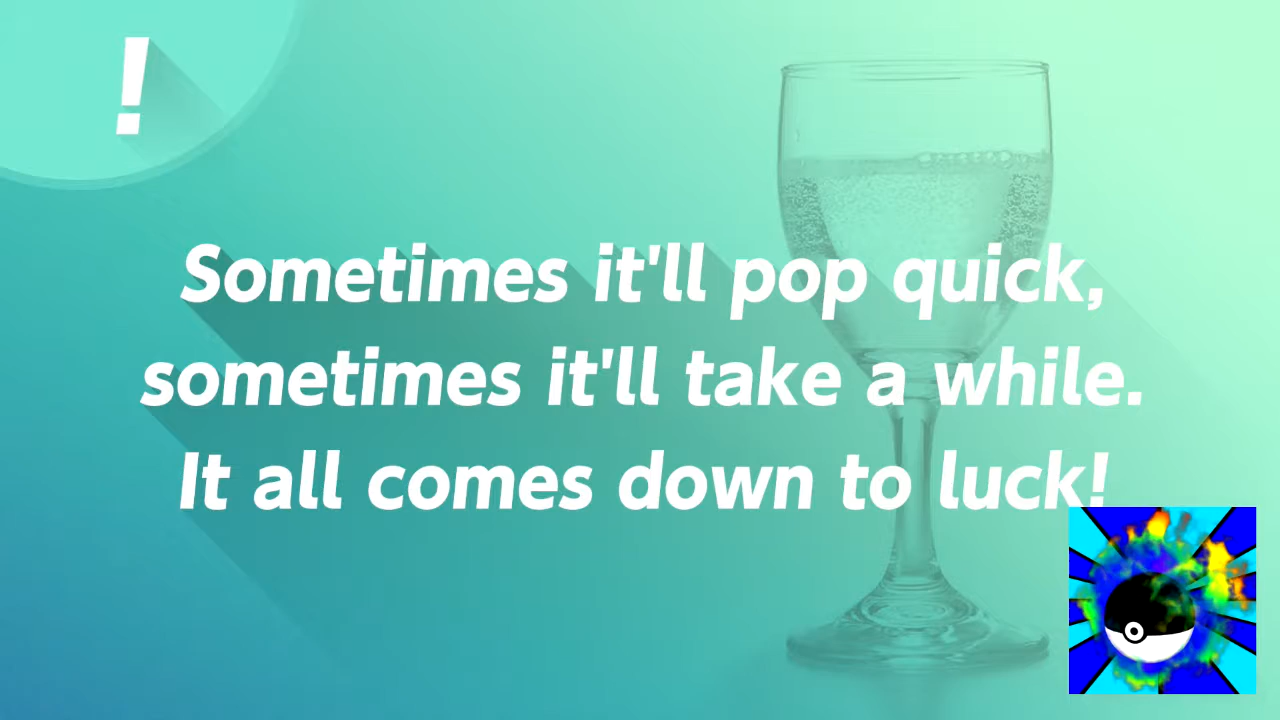 !
Sometimes it'll pop quick,
sometimes it'll take a while.
It all comes down to luck!